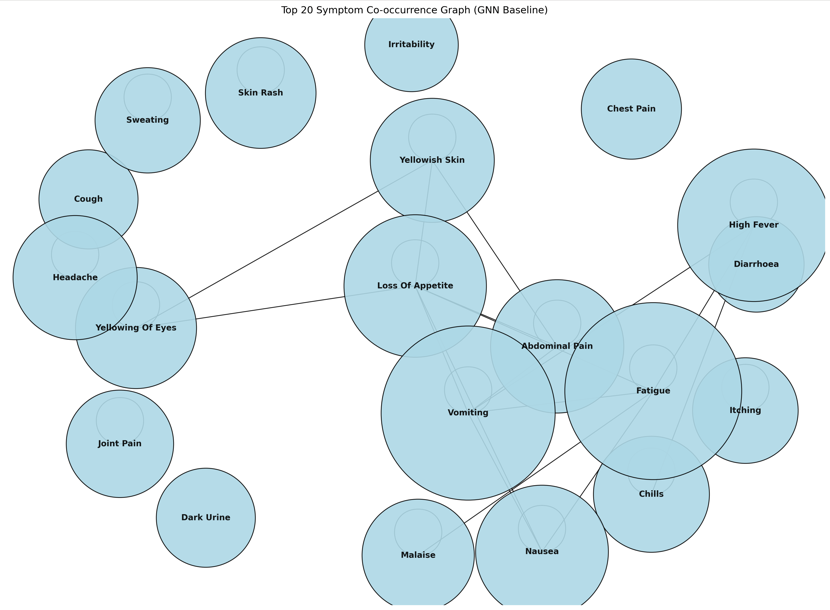 Top 20 Symptom Co-occurrence Graph (GNN Baseline)
Irritability
Skin Rash
Chest Pain
Sweating
Yellowish Skin
Cough
High Fever
Diarrhoea
Headache
Loss Of Appetite
Yellowing Of Eyes
Abdominal Pain
Fatigue
Vomiting
Itching
Joint Pain
Chills
Dark Urine
Malaise
Nausea